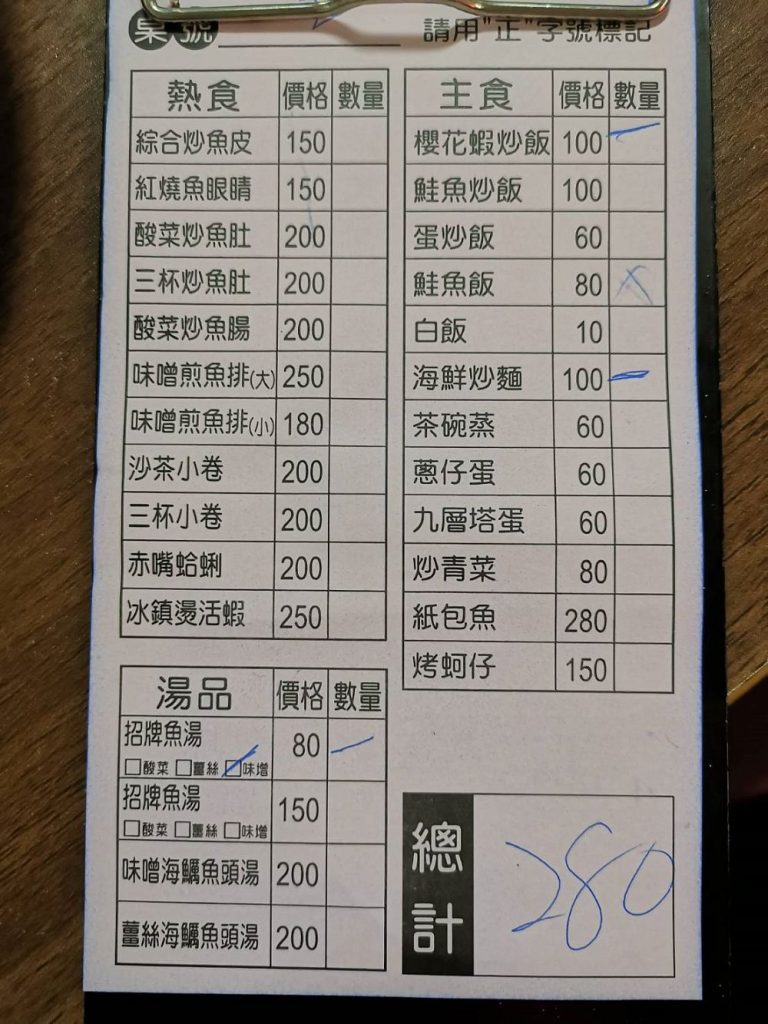 桌號 請用"正"字號標記
熱食 價格 數量
綜合炒魚皮 150
紅燒魚眼睛 150
酸菜炒魚肚 200
三杯炒魚肚 200
酸菜炒魚腸 200
味噌煎魚排(大) 250
味噌煎魚排(小) 180
沙茶小卷 200
三杯小卷 200
赤嘴蛤蜊 200
冰鎮燙活蝦 250
湯品 價格 數量
招牌魚湯 80 一
□酸菜 □薑絲 ☑味增
招牌魚湯 150
□酸菜 □薑絲 □味增
味噌海鱺魚頭湯 200
薑絲海鱺魚頭湯 200
主食 價格 數量
櫻花蝦炒飯 100 一
鮭魚炒飯 100
蛋炒飯 60
鮭魚飯 80
白飯 10
海鮮炒麵 100 一
茶碗蒸 60
蔥仔蛋 60
九層塔蛋 60
炒青菜 80
紙包魚 280
烤蚵仔 150
總計 280